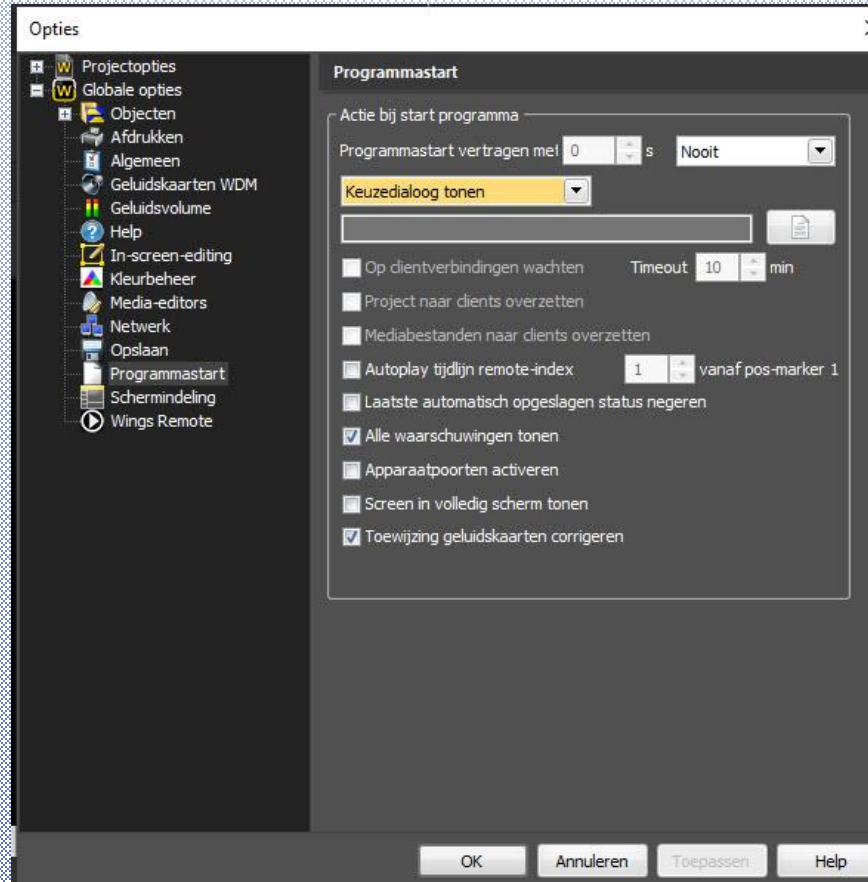 Opties
Projectopties
Globale opties
Objecten
Afdrukken
Algemeen
Geluidskaarten WDM
Geluidsvolume
Help
In-screen-editing
Kleurbeheer
Media-editors
Netwerk
Opslaan
Programmastart
Schermindeling
Wings Remote
Programmastart
Actie bij start programma
Programmastart vertragen met 0 s Nooit
Keuzedialoog tonen
Op clientverbindingen wachten Timeout 10 min
Project naar clients overzetten
Mediabestanden naar clients overzetten
Autoplay tijdlijn remote-index 1 vanaf pos-marker 1
Laatste automatisch opgeslagen status negeren
Alle waarschuwingen tonen
Apparaatpoorten activeren
Screen in volledig scherm tonen
Toewijzing geluidskaarten corrigeren
OK Annuleren Toepassen Help